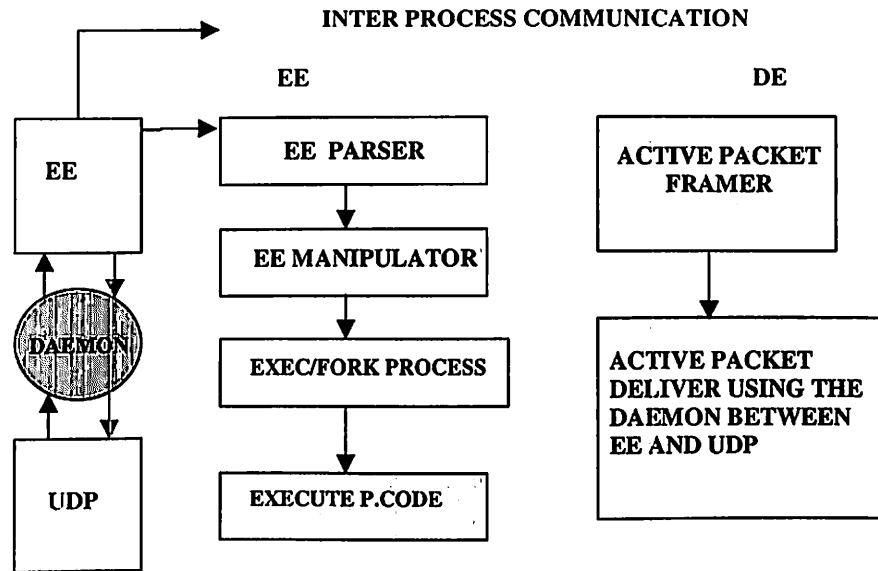 INTER PROCESS COMMUNICATION
EE
DE
EE
EE PARSER
EE MANIPULATOR
EXEC/FORK PROCESS
EXECUTE P.CODE
DAEMON
UDP
ACTIVE PACKET
FRAMER
ACTIVE PACKET
DELIVER USING THE
DAEMON BETWEEN
EE AND UDP